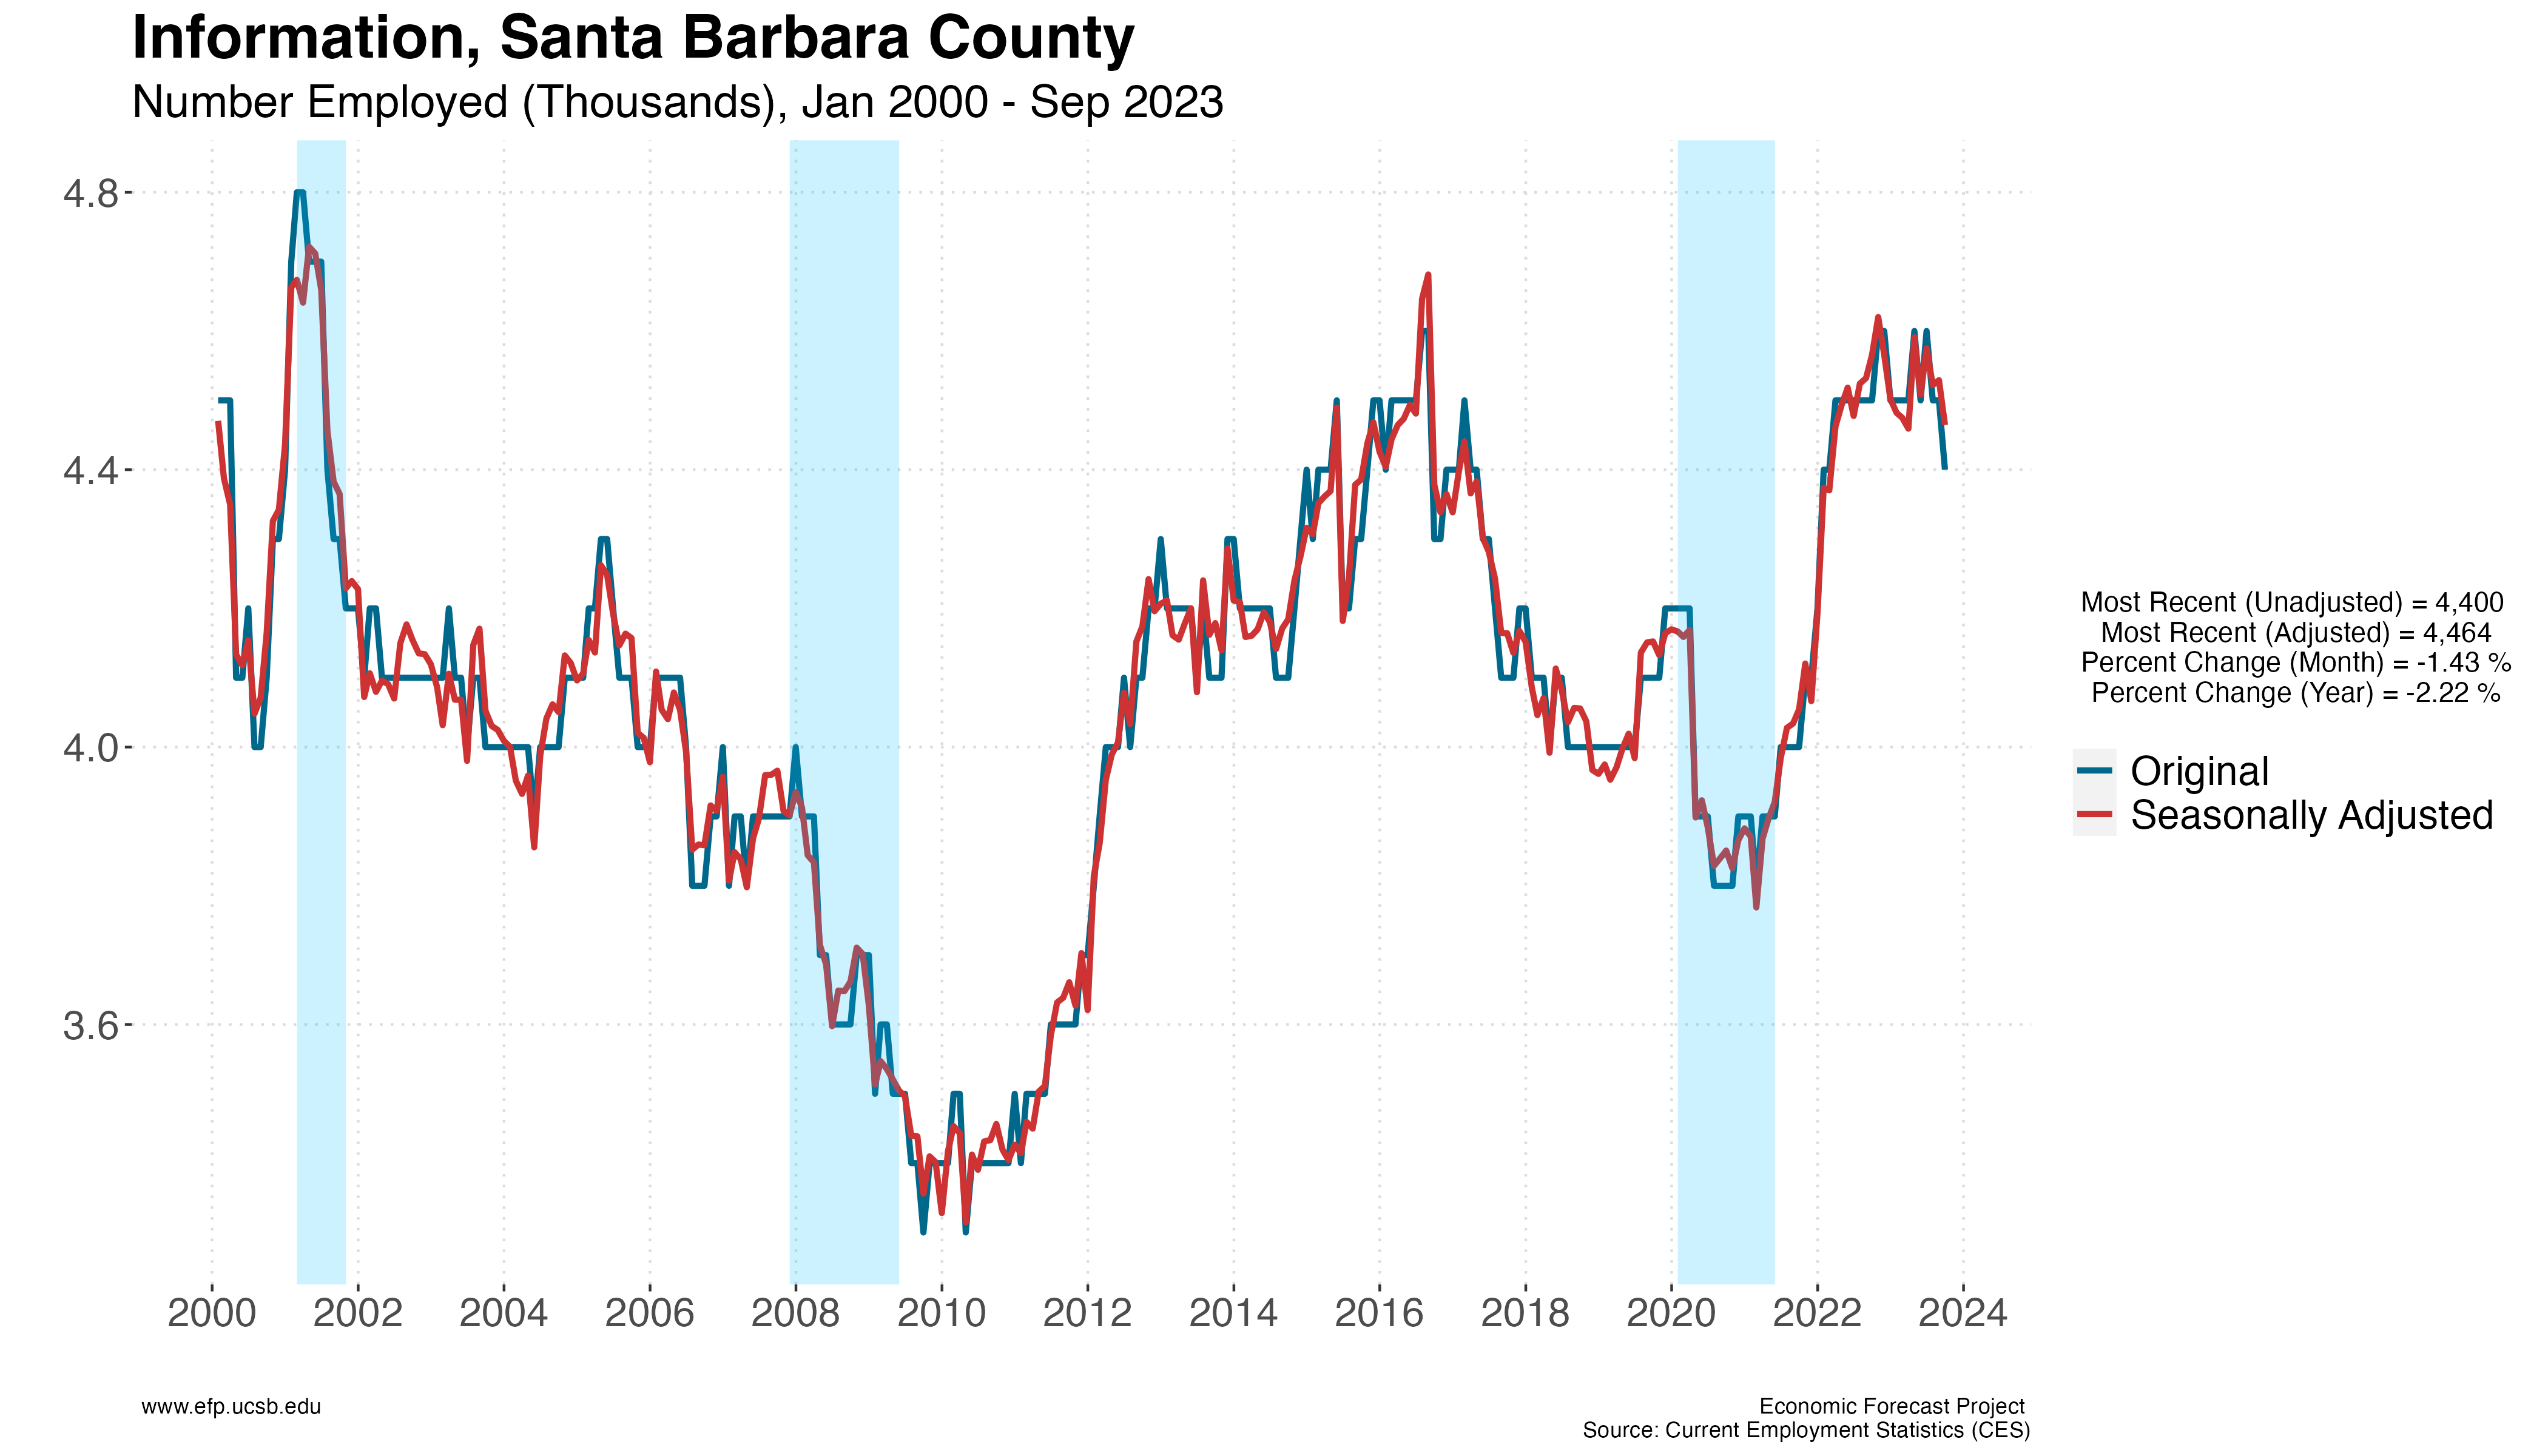 Information, Santa Barbara County
Number Employed (Thousands), Jan 2000 - Sep 2023
4.8
4.4
4.0
3.6
2000 2002 2004 2006 2008 2010 2012 2014 2016 2018 2020 2022 2024
Most Recent (Unadjusted) = 4,400
Most Recent (Adjusted) = 4,464
Percent Change (Month) = -1.43 %
Percent Change (Year) = -2.22 %
Original
Seasonally Adjusted
www.efp.ucsb.edu
Economic Forecast Project
Source: Current Employment Statistics (CES)